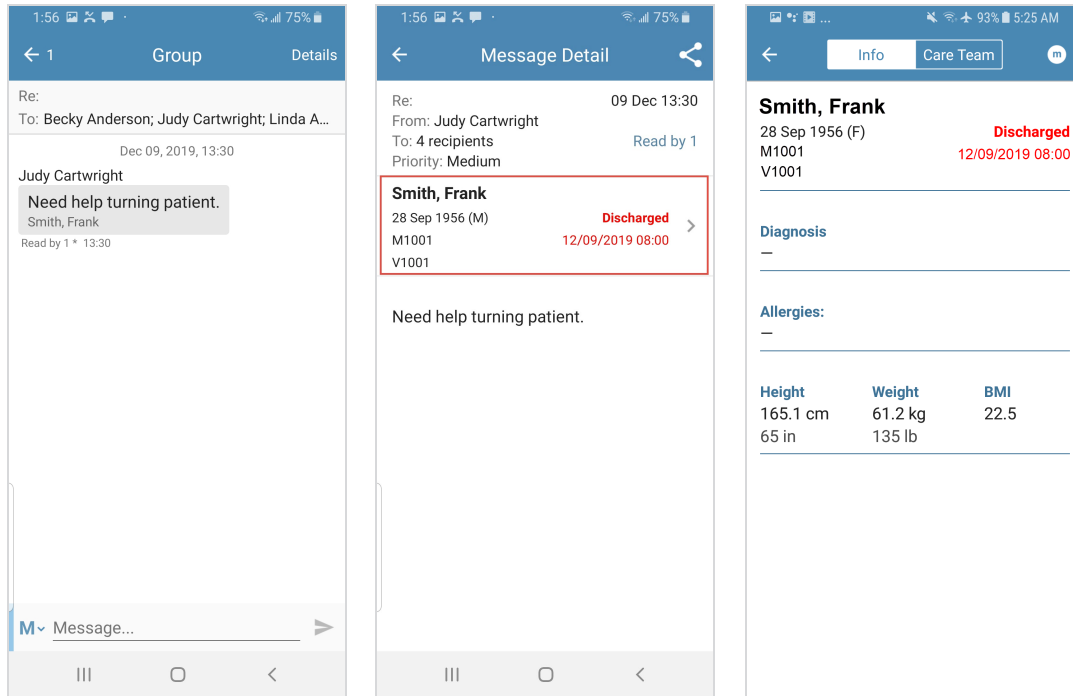 1:56 75%
← 1 Group Details
Re:
To: Becky Anderson; Judy Cartwright; Linda A...
Dec 09, 2019, 13:30
Judy Cartwright
Need help turning patient.
Smith, Frank
Read by 1 * 13:30
M Message...
1:56 75%
Message Detail
Re: 09 Dec 13:30
From: Judy Cartwright
To: 4 recipients Read by 1
Priority: Medium
Smith, Frank
28 Sep 1956 (M) Discharged
M1001 12/09/2019 08:00
V1001
Need help turning patient.
... 93% 5:25 AM
Info Care Team m
Smith, Frank
28 Sep 1956 (F) Discharged
M1001 12/09/2019 08:00
V1001
Diagnosis
—
Allergies:
—
Height Weight BMI
165.1 cm 61.2 kg 22.5
65 in 135 lb